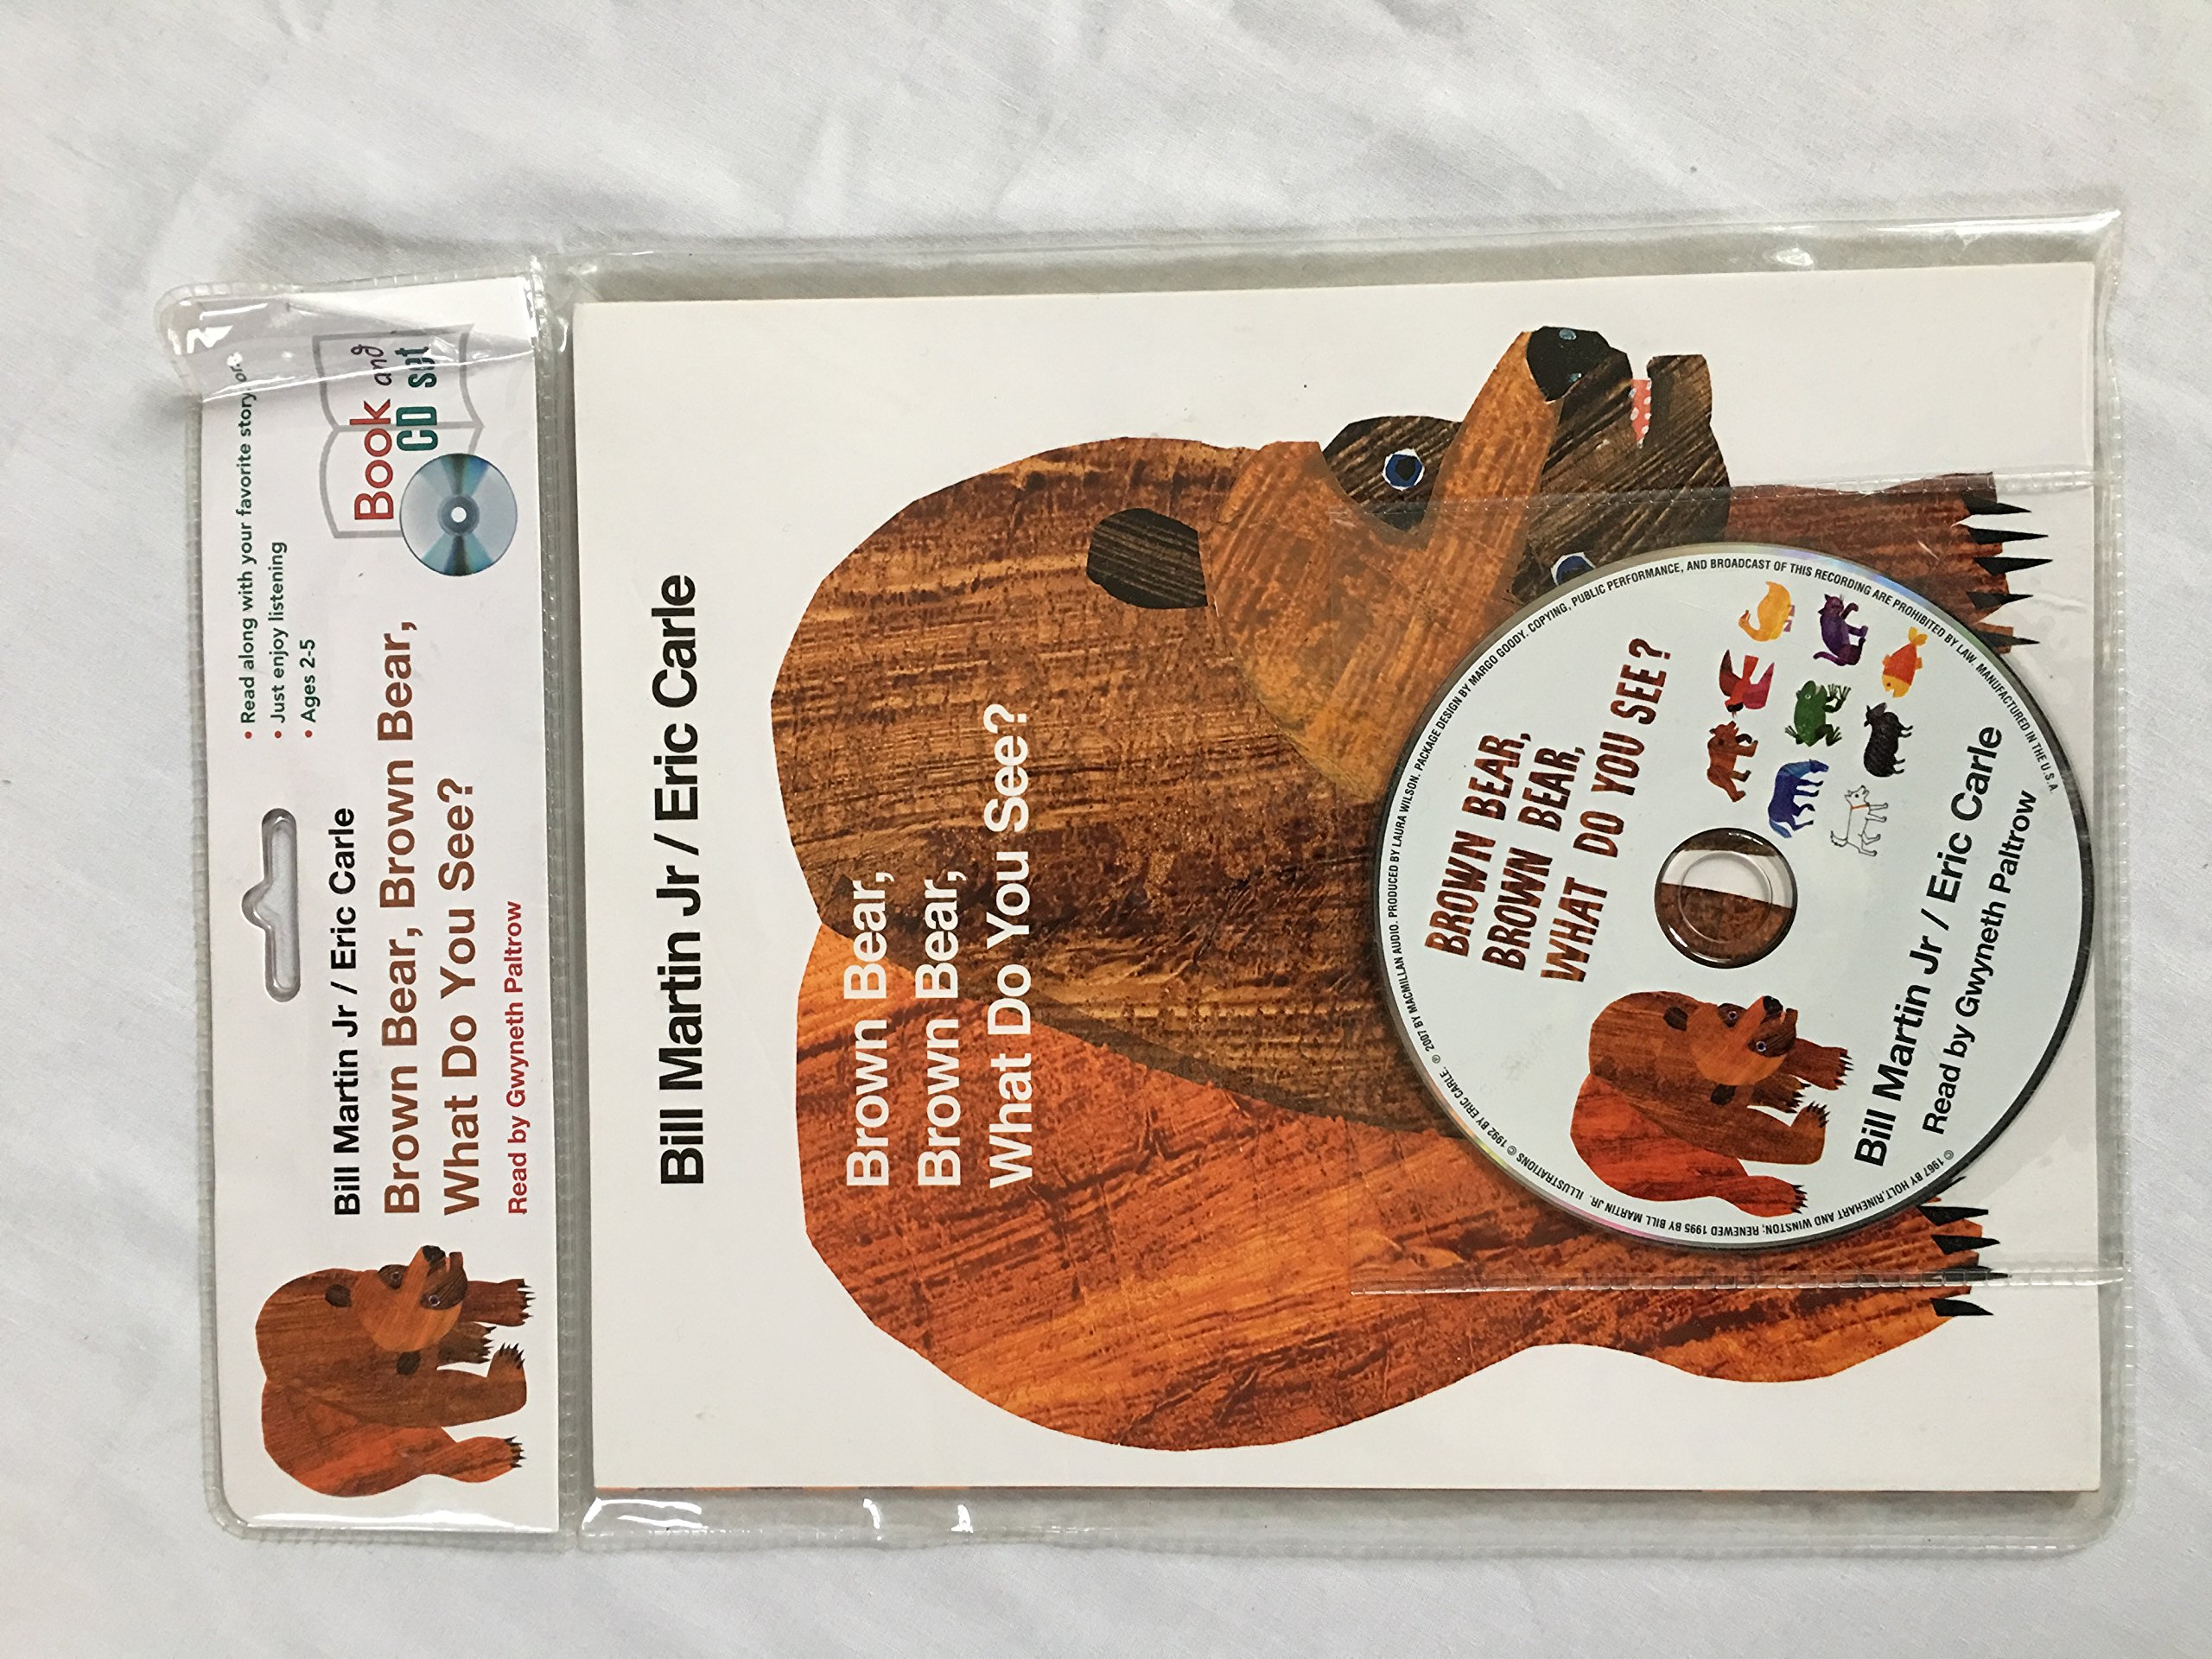 • Read along with your favorite story
• Just enjoy listening
• Ages 2-5
Book and
CD set
Bill Martin Jr / Eric Carle
Brown Bear, Brown Bear,
What Do You See?
Read by Gwyneth Paltrow
Bill Martin Jr / Eric Carle
Brown Bear,
Brown Bear,
What Do You See?
BROWN BEAR,
BROWN BEAR,
WHAT DO YOU SEE?
Bill Martin Jr / Eric Carle
Read by Gwyneth Paltrow
© 1967 BY HOLT, RINEHART AND WINSTON; RENEWED 1995 BY BILL MARTIN JR. ILLUSTRATIONS © 1992 BY ERIC CARLE. ℗ 2007 BY MACMILLAN AUDIO. PRODUCED BY LAURA WILSON. PACKAGE DESIGN BY MARGO GOODY. COPYING, PUBLIC PERFORMANCE, AND BROADCAST OF THIS RECORDING ARE PROHIBITED BY LAW. MANUFACTURED IN THE U.S.A.